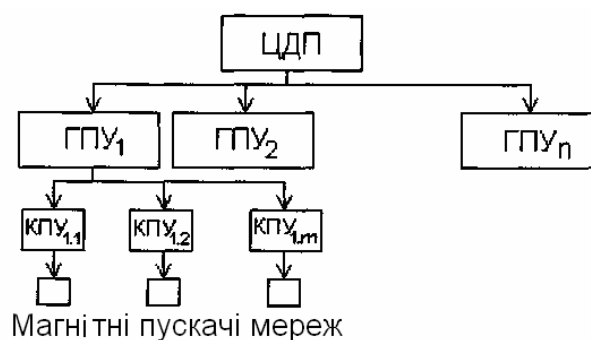 ЦДП
ГПУ1 ГПУ2 ГПУn
КПУ1.1 КПУ1.2 КПУ1.m
Магнітні пускачі мереж